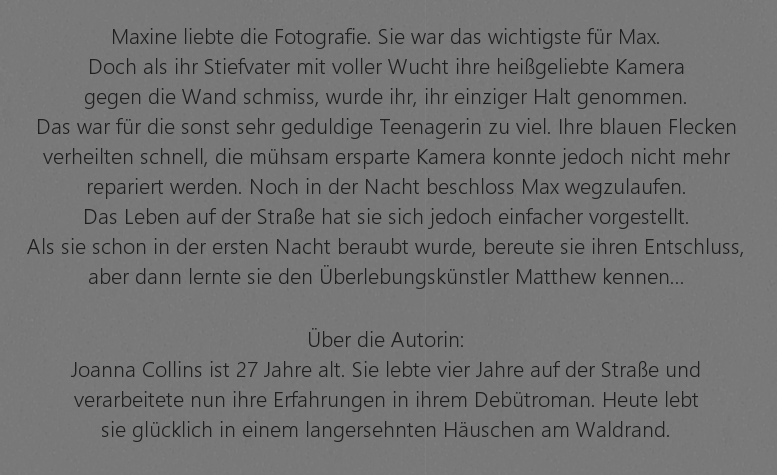 Maxine liebte die Fotografie. Sie war das wichtigste für Max.
Doch als ihr Stiefvater mit voller Wucht ihre heißgeliebte Kamera
gegen die Wand schmiss, wurde ihr, ihr einziger Halt genommen.
Das war für die sonst sehr geduldige Teenagerin zu viel. Ihre blauen Flecken
verheilten schnell, die mühsam ersparte Kamera konnte jedoch nicht mehr
repariert werden. Noch in der Nacht beschloss Max wegzulaufen.
Das Leben auf der Straße hat sie sich jedoch einfacher vorgestellt.
Als sie schon in der ersten Nacht beraubt wurde, bereute sie ihren Entschluss,
aber dann lernte sie den Überlebungskünstler Matthew kennen...
Über die Autorin:
Joanna Collins ist 27 Jahre alt. Sie lebte vier Jahre auf der Straße und
verarbeitete nun ihre Erfahrungen in ihrem Debütroman. Heute lebt
sie glücklich in einem langersehnten Häuschen am Waldrand.